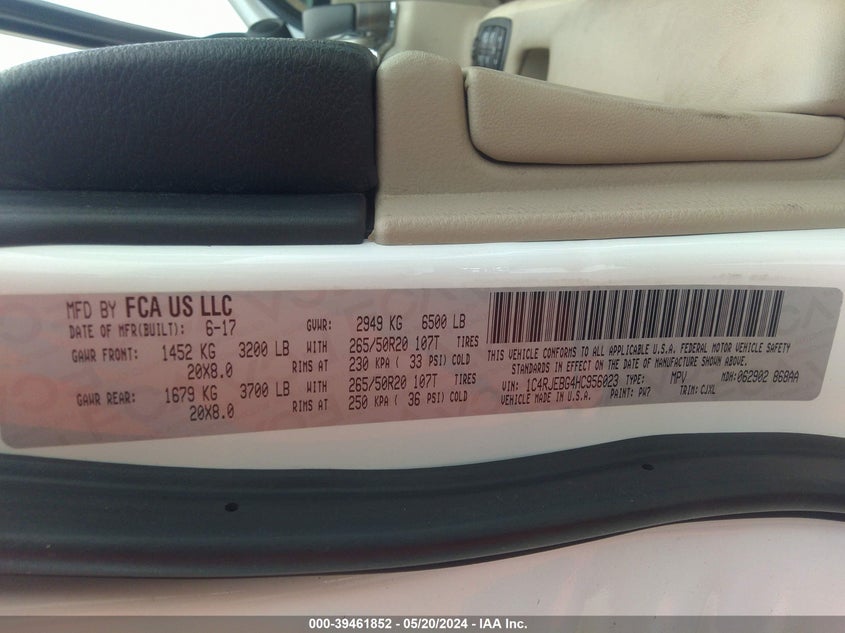 MFD BY FCA US LLC
DATE OF MFR(BUILT): 6-17 GVWR: 2949 KG 6500 LB
GAWR FRONT: 1452 KG 3200 LB WITH 265/50R20 107T TIRES
20X8.0 RIMS AT 230 KPA ( 33 PSI) COLD
GAWR REAR: 1679 KG 3700 LB WITH 265/50R20 107T TIRES
20X8.0 RIMS AT 250 KPA ( 36 PSI) COLD
THIS VEHICLE CONFORMS TO ALL APPLICABLE U.S.A. FEDERAL MOTOR VEHICLE SAFETY
STANDARDS IN EFFECT ON THE DATE OF MANUFACTURE SHOWN ABOVE.
VIN: 1C4RJEBG4HC956023 TYPE: MPV MDH:062902 868AA
VEHICLE MADE IN U.S.A. PAINT: PW7 TRIM: CJXL
000-39461852 — 05/20/2024 — IAA Inc.